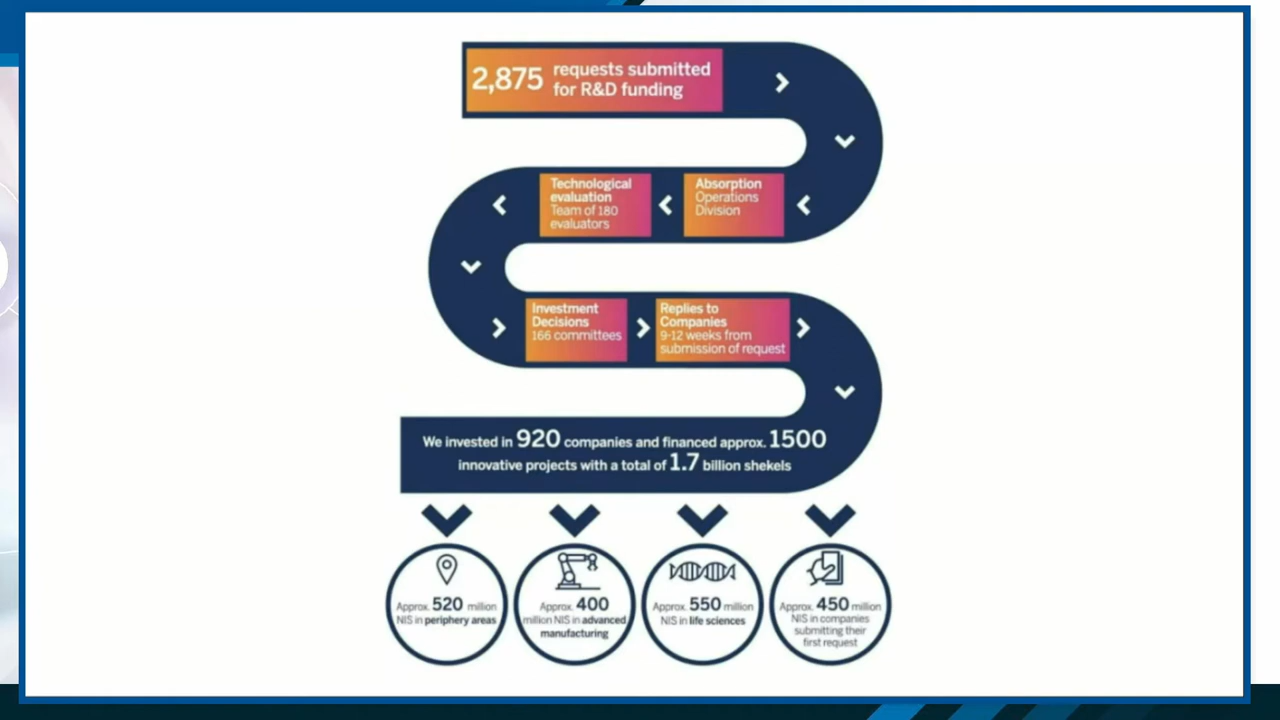 2,875 requests submitted
for R&D funding
Absorption
Operations
Division
Technological
evaluation
Team of 180
evaluators
Investment
Decisions
166 committees
Replies to
Companies
9-12 weeks from
submission of request
We invested in 920 companies and financed approx. 1500
innovative projects with a total of 1.7 billion shekels
Approx. 520 million
NIS in periphery areas
Approx. 400
million NIS in advanced
manufacturing
Approx. 550 million
NIS in life sciences
Approx. 450 million
NIS in companies
submitting their
first request